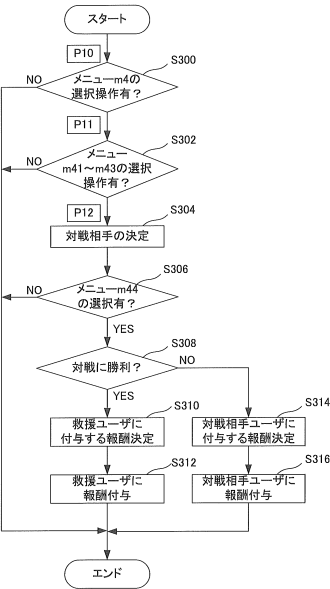 スタート
P10
S300
NO
メニューm4の
選択操作有?
P11
S302
NO
メニュー
m41~m43の選択
操作有?
P12
S304
対戦相手の決定
S306
NO
メニューm44
の選択有?
YES
S308
対戦に勝利?
NO
YES
S310
救援ユーザに
付与する報酬決定
S314
対戦相手ユーザに
付与する報酬決定
S312
救援ユーザに
報酬付与
S316
対戦相手ユーザに
報酬付与
エンド